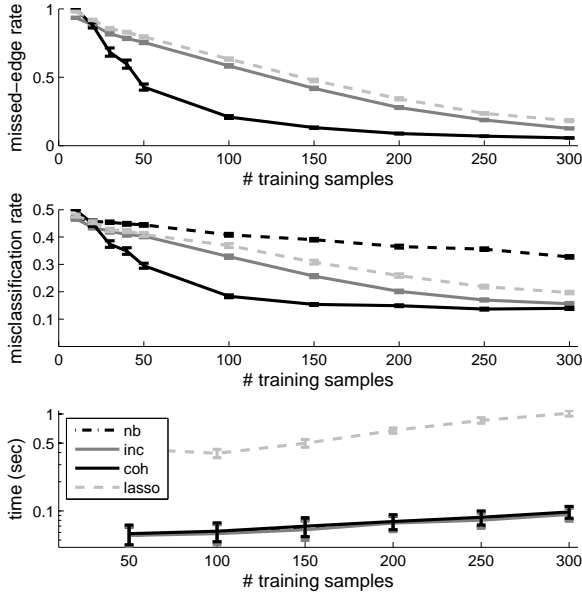 1
0.5
0
missed-edge rate
0 50 100 150 200 250 300
# training samples
0.5
0.4
0.3
0.2
0.1
misclassification rate
0 50 100 150 200 250 300
# training samples
1
0.5
0.1
time (sec)
nb
inc
coh
lasso
50 100 150 200 250 300
# training samples